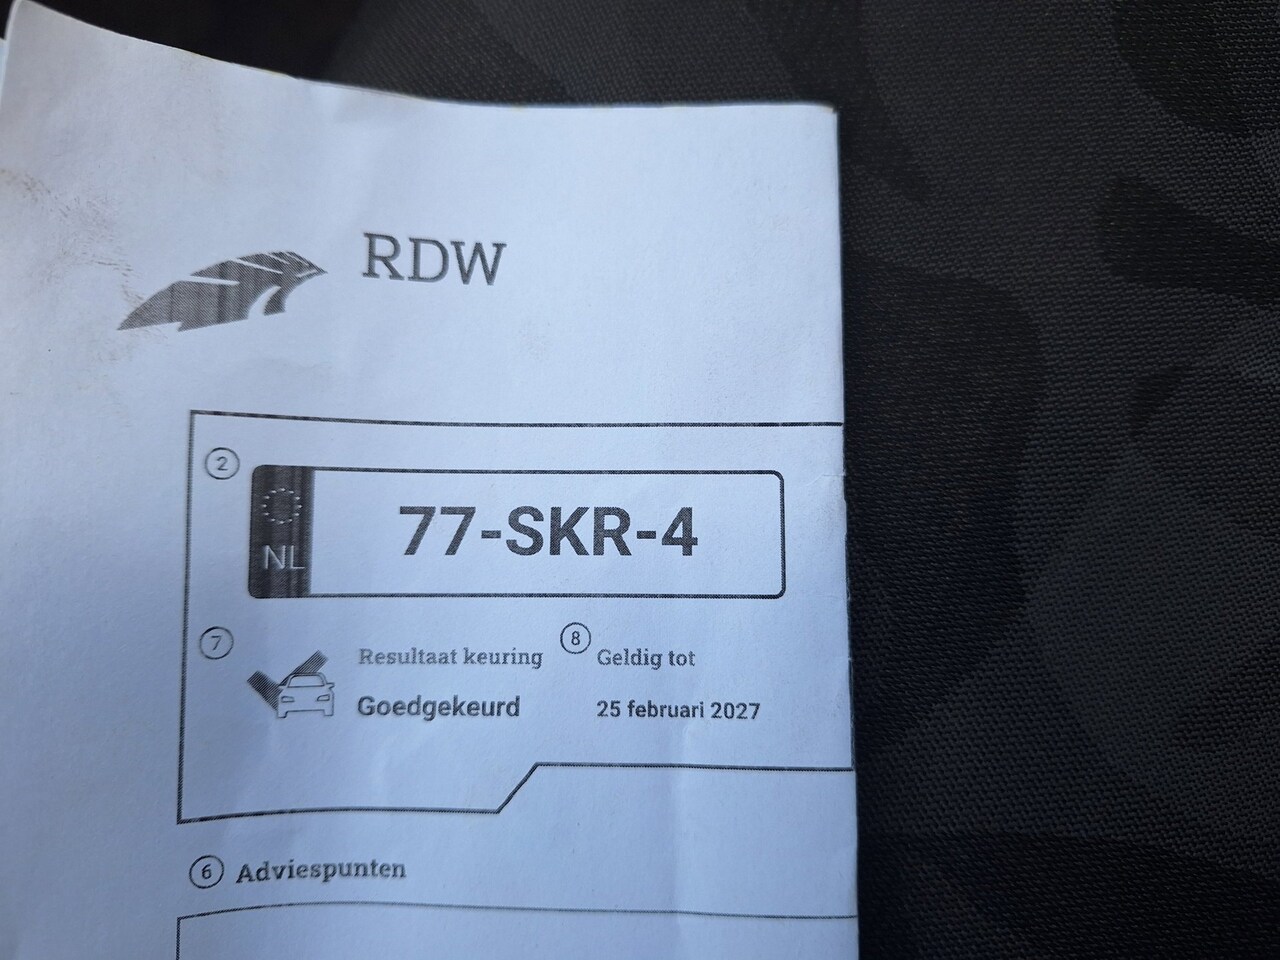 RDW
2
NL
77-SKR-4
7
Resultaat keuring
8
Geldig tot
Goedgekeurd
25 februari 2027
6 Adviespunten